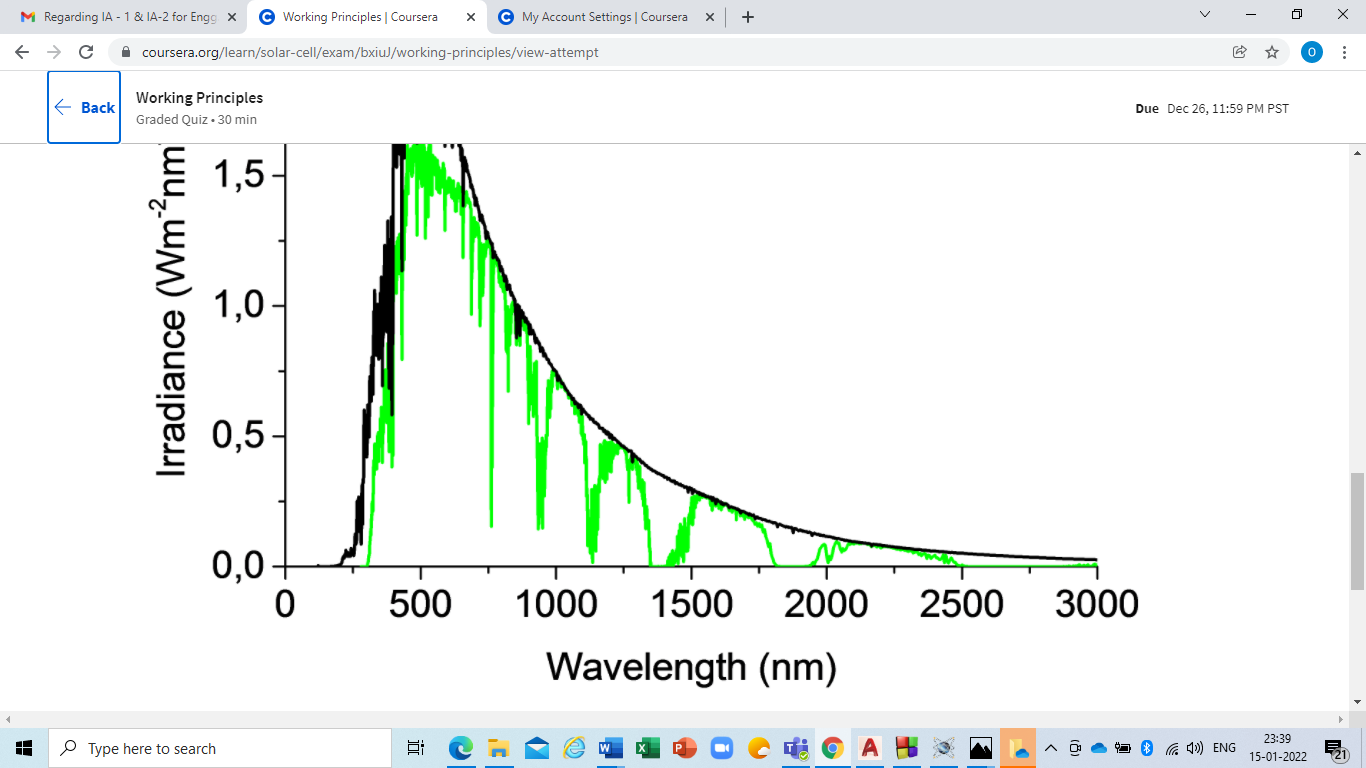 Regarding IA - 1 & IA-2 for Engg
Working Principles | Coursera
My Account Settings | Coursera
coursera.org/learn/solar-cell/exam/bxiuJ/working-principles/view-attempt
O
Back
Working Principles
Graded Quiz • 30 min
Due Dec 26, 11:59 PM PST
Irradiance (Wm-2nm
1,5
1,0
0,5
0,0
0 500 1000 1500 2000 2500 3000
Wavelength (nm)
Type here to search
ENG
23:39
15-01-2022
21